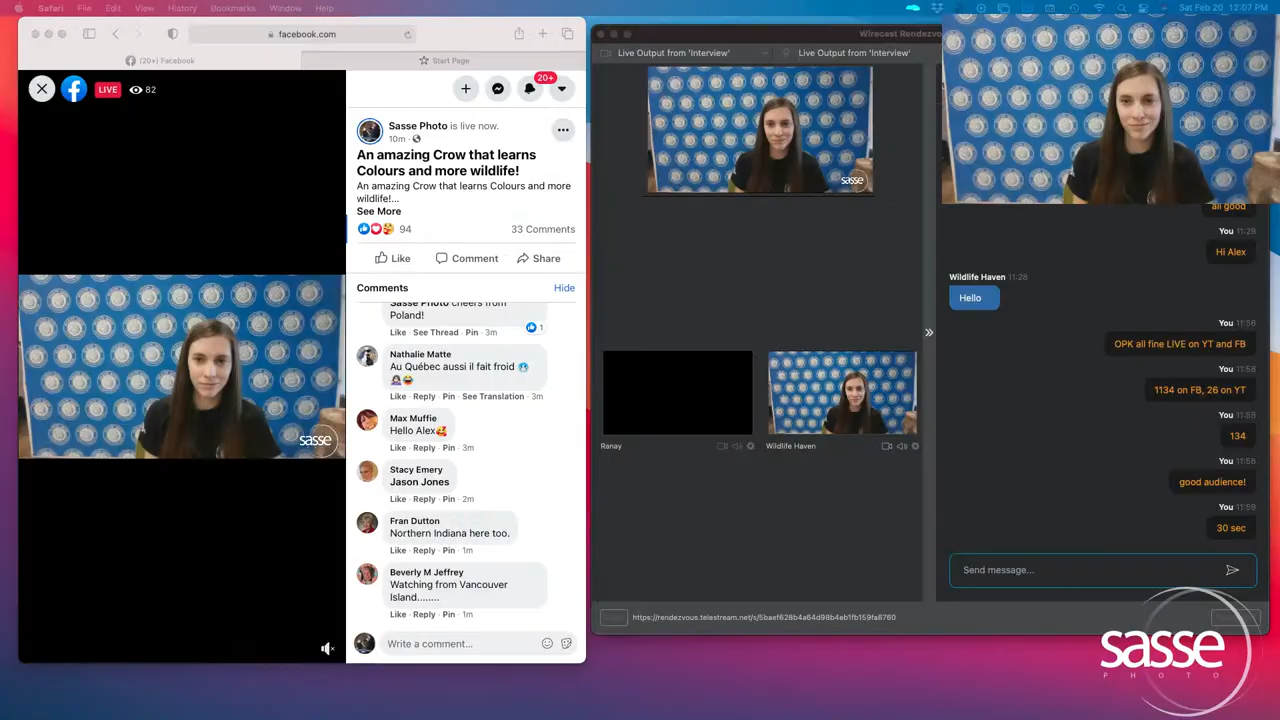 Safari File Edit View History Bookmarks Window Help
Sat Feb 20 12:07 PM
facebook.com
(20+) Facebook
Start Page
LIVE 82
20+
Sasse Photo is live now.
10m
An amazing Crow that learns
Colours and more wildlife!
An amazing Crow that learns Colours and more
wildlife!...
See More
94
33 Comments
Like Comment Share
Comments
Hide
Sasse Photo cheers from
Poland!
Like · See Thread · Pin · 3m
1
Nathalie Matte
Au Québec aussi il fait froid
Like · Reply · Pin · See Translation · 3m
Max Muffie
Hello Alex
Like · Reply · Pin · 3m
Stacy Emery
Jason Jones
Like · Reply · Pin · 2m
Fran Dutton
Northern Indiana here too.
Like · Reply · Pin · 1m
Beverly M Jeffrey
Watching from Vancouver
Island........
Like · Reply · Pin · 1m
Write a comment...
sasse
Wirecast Rendezvous
Live Output from 'Interview'
Live Output from 'Interview'
sasse
Ranay
Wildlife Haven
all good
You 11:28
Hi Alex
Wildlife Haven 11:28
Hello
You 11:56
OPK all fine LIVE on YT and FB
You 11:58
1134 on FB, 26 on YT
You 11:58
134
You 11:58
good audience!
You 11:59
30 sec
Send message...
https://rendezvous.telestream.net/s/5baef628b4a64d98b4eb1fb159fa6760
sasse
PHOTO